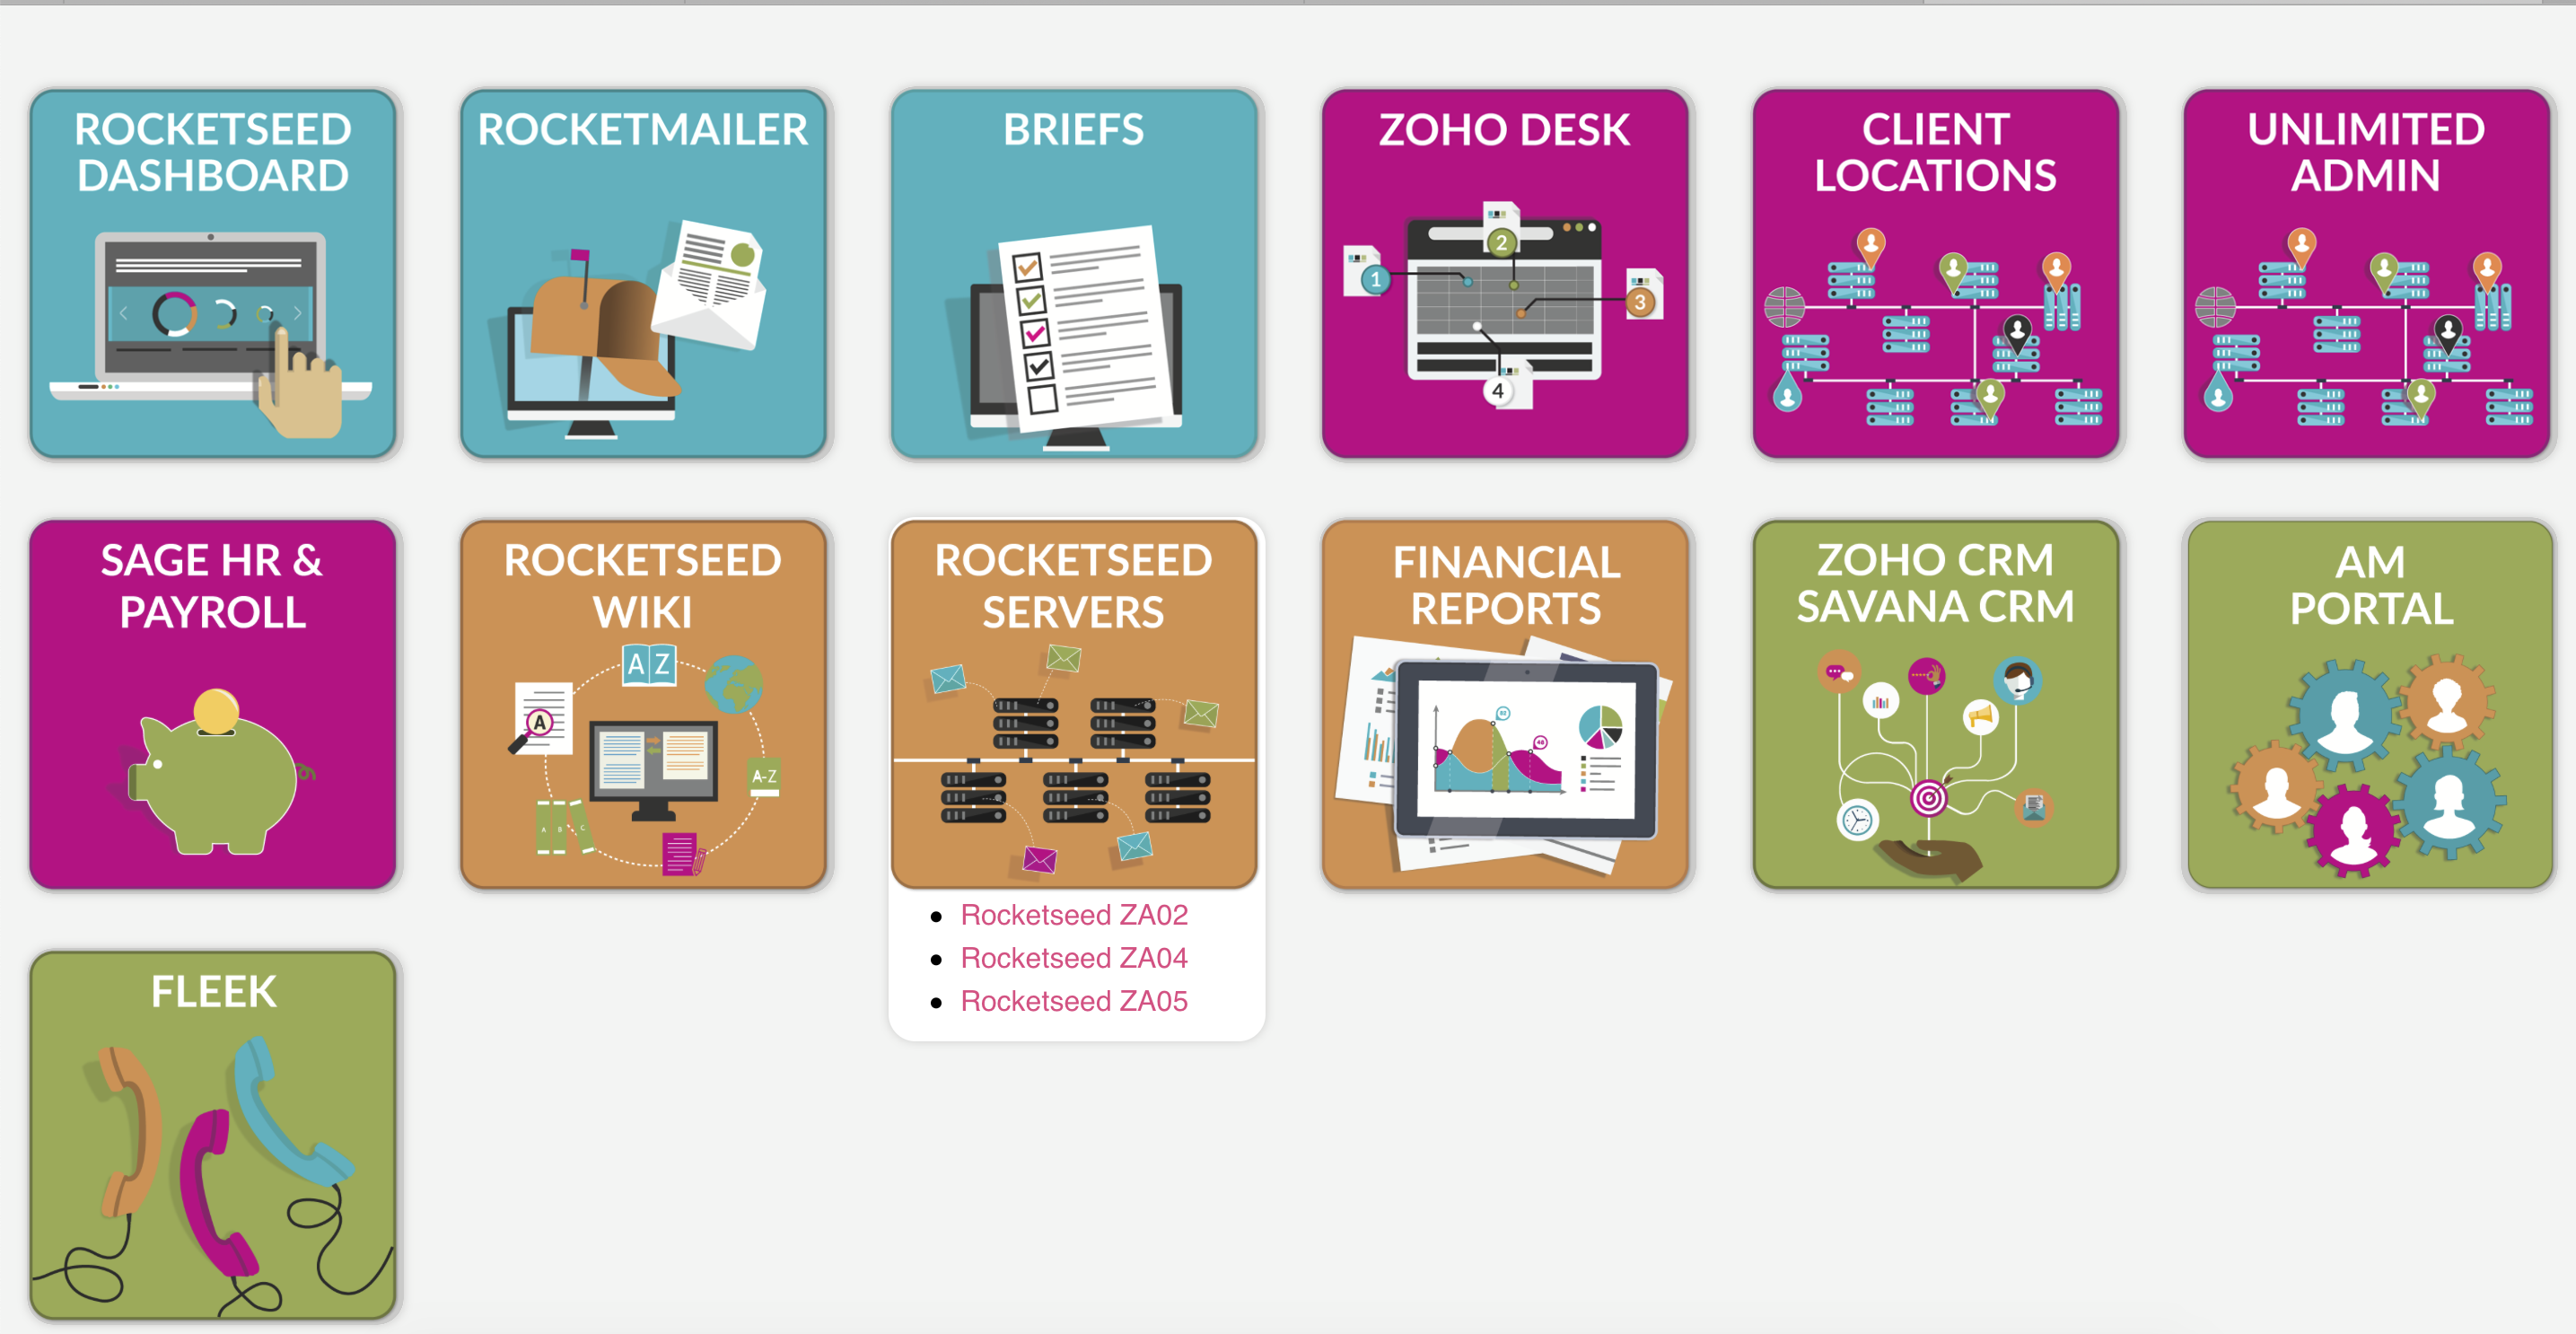 ROCKETSEED
DASHBOARD
ROCKETMAILER
BRIEFS
ZOHO DESK
1
2
3
4
CLIENT
LOCATIONS
UNLIMITED
ADMIN
SAGE HR &
PAYROLL
ROCKETSEED
WIKI
A Z
A
A-Z
A B C
ROCKETSEED
SERVERS
Rocketseed ZA02
Rocketseed ZA04
Rocketseed ZA05
FINANCIAL
REPORTS
ZOHO CRM
SAVANA CRM
AM
PORTAL
FLEEK